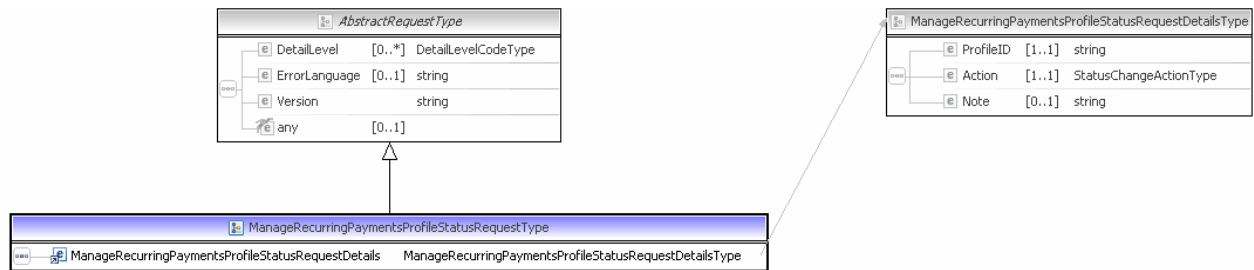 AbstractRequestType
DetailLevel [0..*] DetailLevelCodeType
ErrorLanguage [0..1] string
Version string
any [0..1]
ManageRecurringPaymentsProfileStatusRequestDetailsType
ProfileID [1..1] string
Action [1..1] StatusChangeActionType
Note [0..1] string
ManageRecurringPaymentsProfileStatusRequestType
ManageRecurringPaymentsProfileStatusRequestDetails ManageRecurringPaymentsProfileStatusRequestDetailsType